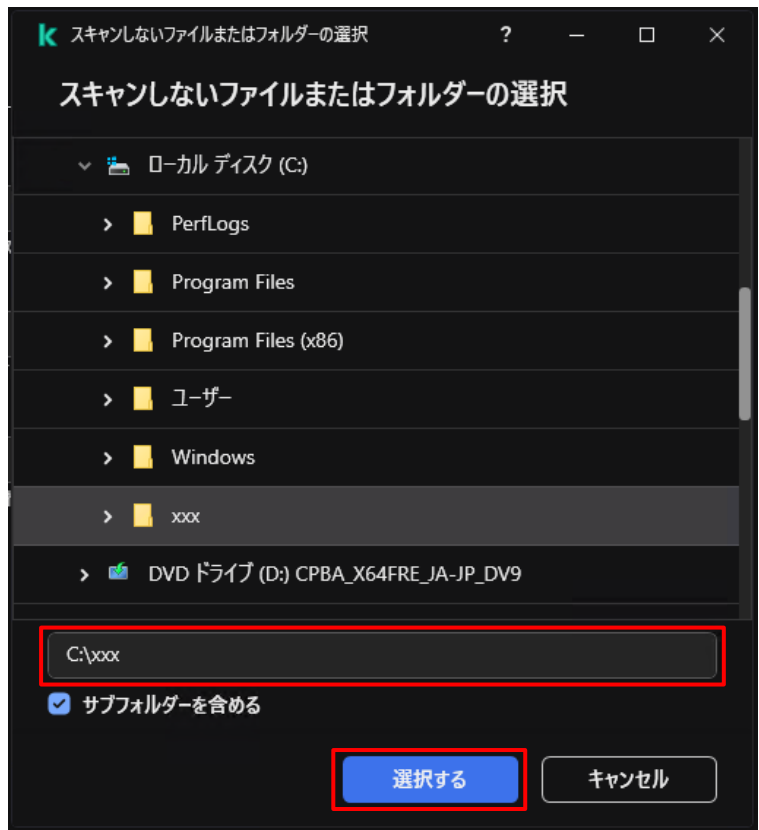 スキャンしないファイルまたはフォルダーの選択
?
スキャンしないファイルまたはフォルダーの選択
ローカル ディスク (C:)
PerfLogs
Program Files
Program Files (x86)
ユーザー
Windows
xxx
DVD ドライブ (D:) CPBA_X64FRE_JA-JP_DV9
C:\xxx
サブフォルダーを含める
選択する
キャンセル